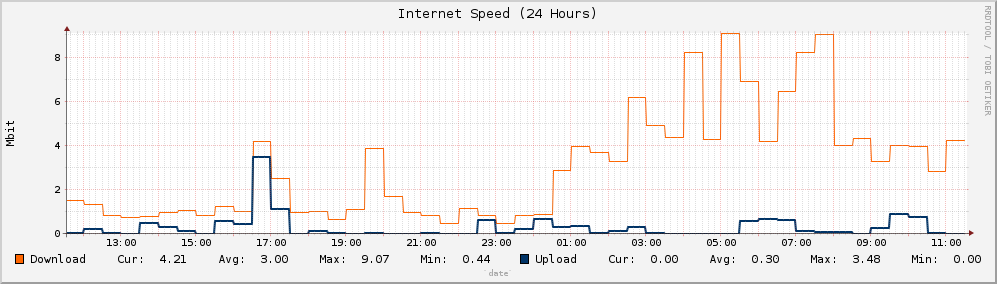 Internet Speed (24 Hours)
RRDTOOL / TOBI OETIKER
Mbit
8
6
4
2
0
13:00 15:00 17:00 19:00 21:00 23:00 01:00 03:00 05:00 07:00 09:00 11:00
Download Cur: 4.21 Avg: 3.00 Max: 9.07 Min: 0.44 Upload Cur: 0.00 Avg: 0.30 Max: 3.48 Min: 0.00
`date`